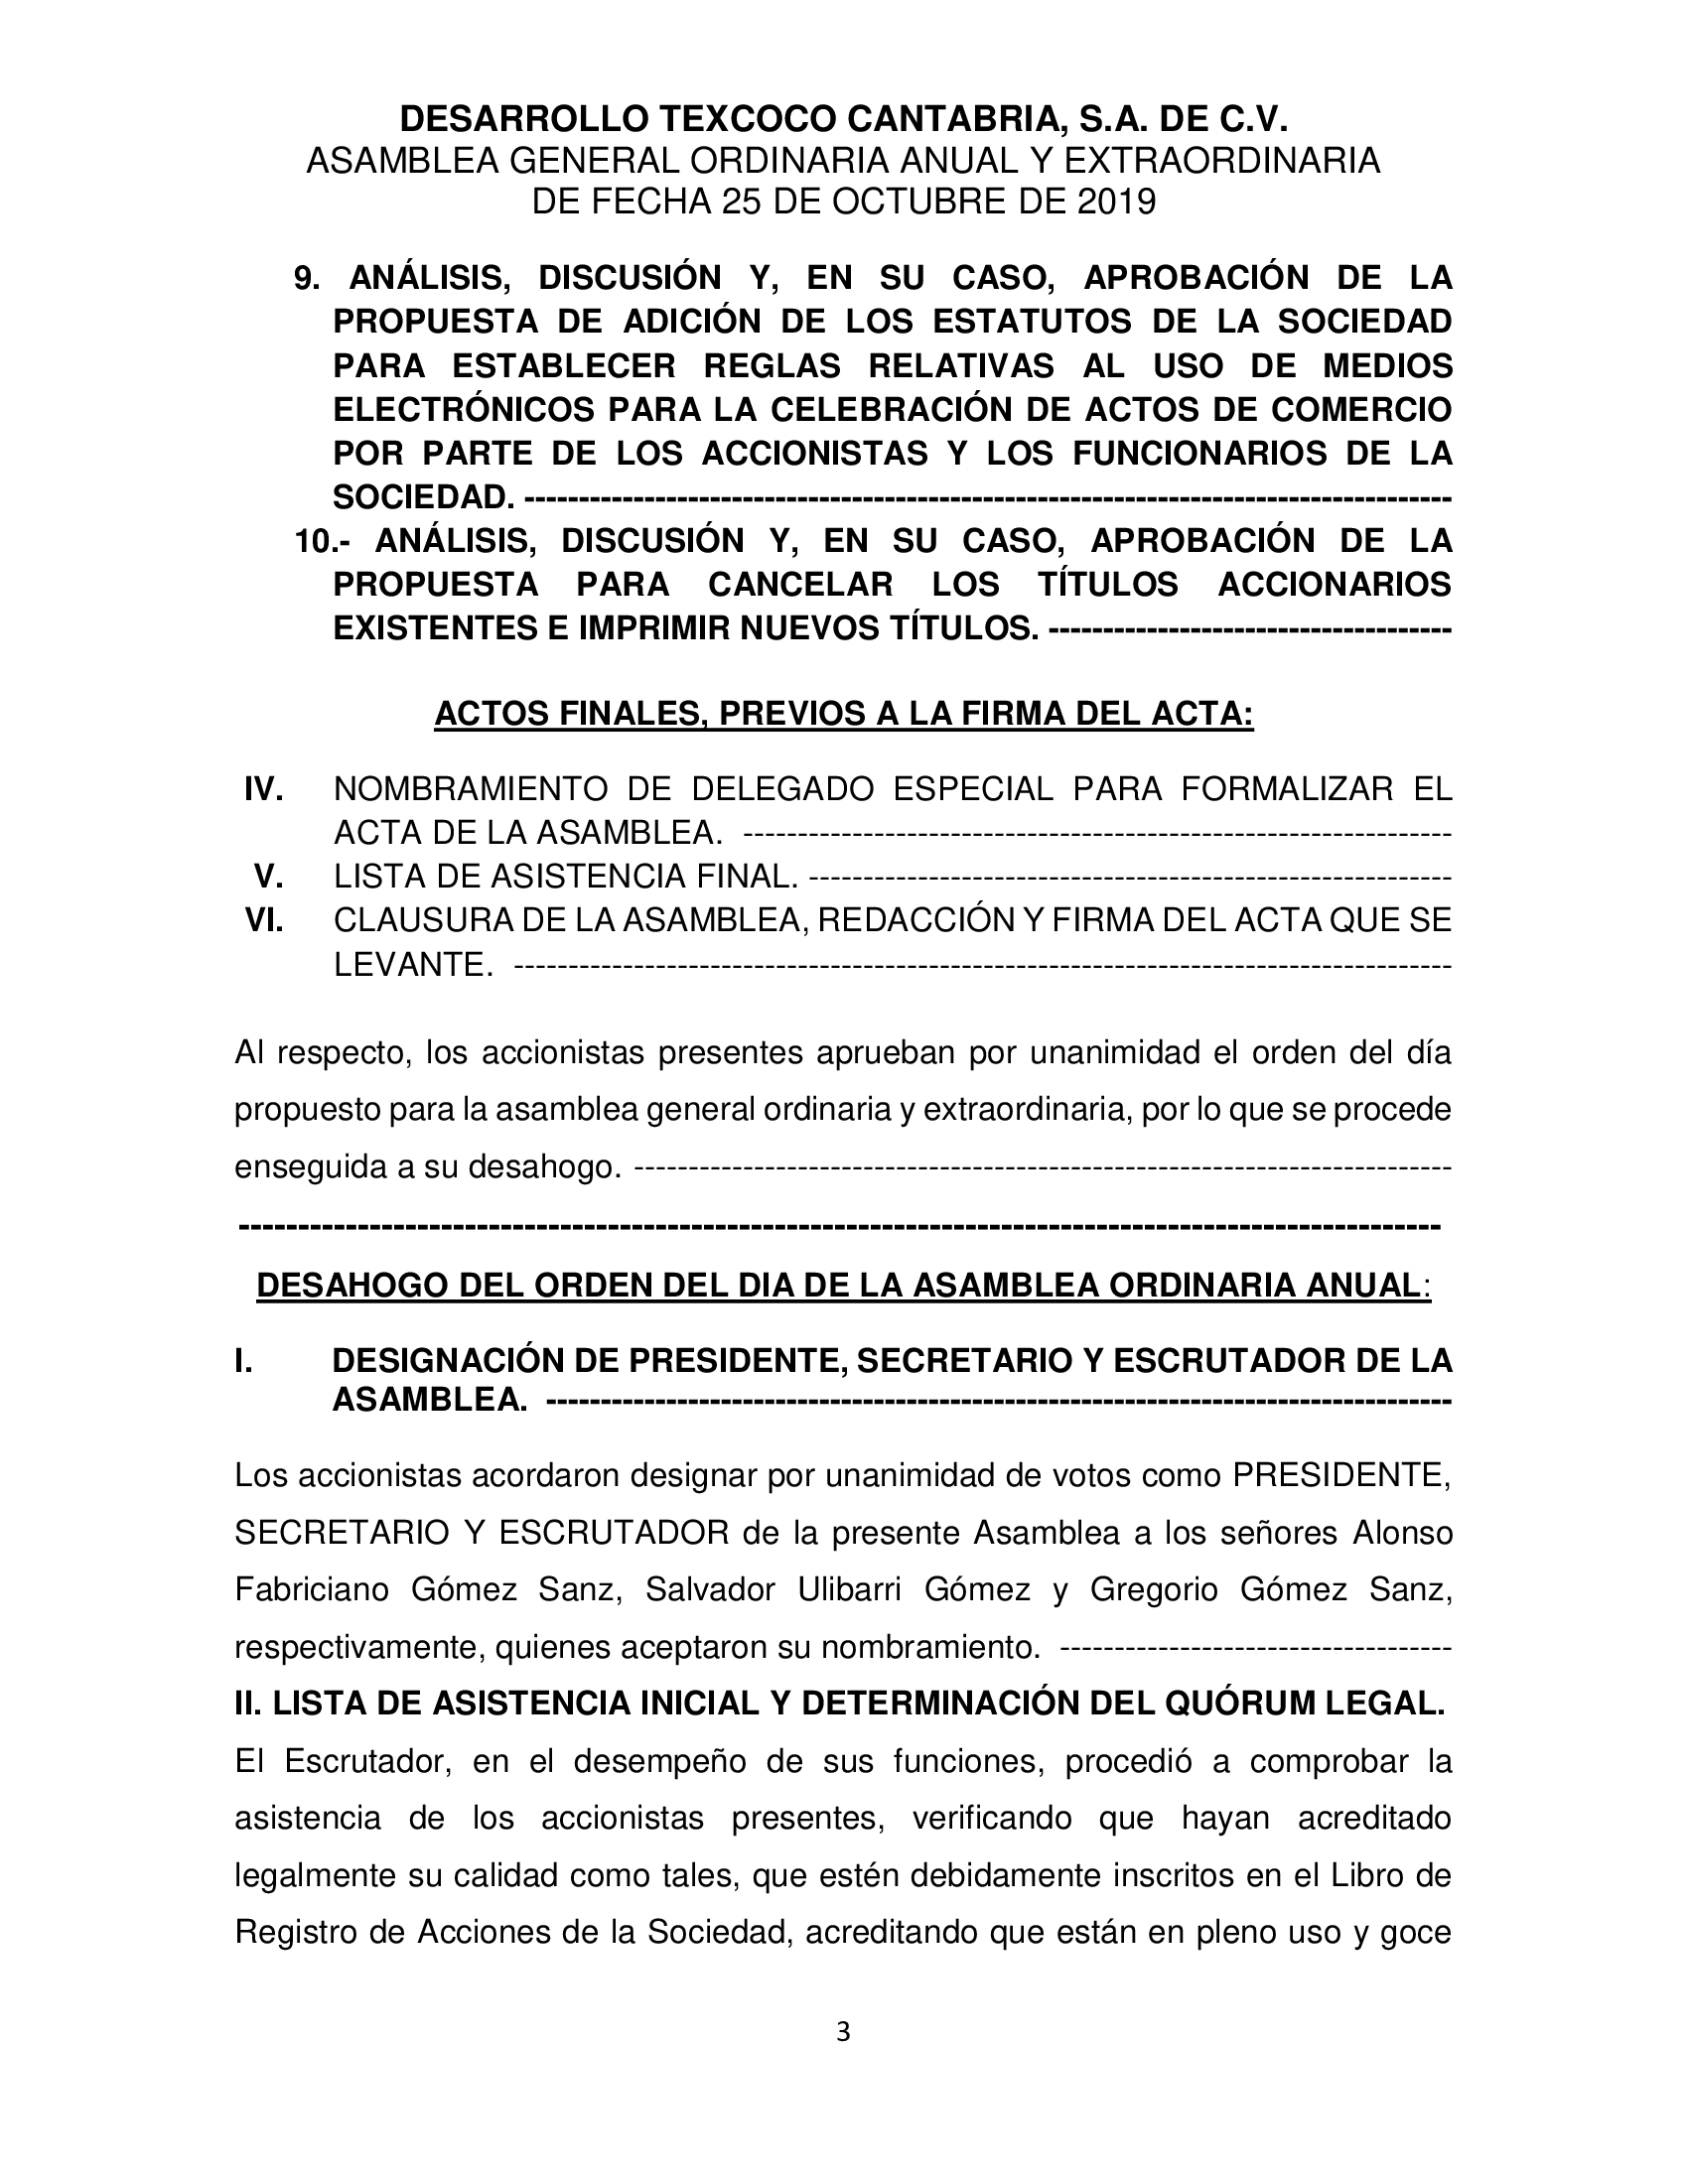 DESARROLLO TEXCOCO CANTABRIA, S.A. DE C.V.
ASAMBLEA GENERAL ORDINARIA ANUAL Y EXTRAORDINARIA
DE FECHA 25 DE OCTUBRE DE 2019
9. ANÁLISIS, DISCUSIÓN Y, EN SU CASO, APROBACIÓN DE LA
PROPUESTA DE ADICIÓN DE LOS ESTATUTOS DE LA SOCIEDAD
PARA ESTABLECER REGLAS RELATIVAS AL USO DE MEDIOS
ELECTRÓNICOS PARA LA CELEBRACIÓN DE ACTOS DE COMERCIO
POR PARTE DE LOS ACCIONISTAS Y LOS FUNCIONARIOS DE LA
SOCIEDAD. -------------------------------------------------------------------------------------
10.- ANÁLISIS, DISCUSIÓN Y, EN SU CASO, APROBACIÓN DE LA
PROPUESTA PARA CANCELAR LOS TÍTULOS ACCIONARIOS
EXISTENTES E IMPRIMIR NUEVOS TÍTULOS. -------------------------------------
ACTOS FINALES, PREVIOS A LA FIRMA DEL ACTA:
IV. NOMBRAMIENTO DE DELEGADO ESPECIAL PARA FORMALIZAR EL
ACTA DE LA ASAMBLEA. -----------------------------------------------------------------
V. LISTA DE ASISTENCIA FINAL. -----------------------------------------------------------
VI. CLAUSURA DE LA ASAMBLEA, REDACCIÓN Y FIRMA DEL ACTA QUE SE
LEVANTE. --------------------------------------------------------------------------------------
Al respecto, los accionistas presentes aprueban por unanimidad el orden del día
propuesto para la asamblea general ordinaria y extraordinaria, por lo que se procede
enseguida a su desahogo. ---------------------------------------------------------------------------
-----------------------------------------------------------------------------------------------------
DESAHOGO DEL ORDEN DEL DIA DE LA ASAMBLEA ORDINARIA ANUAL:
I. DESIGNACIÓN DE PRESIDENTE, SECRETARIO Y ESCRUTADOR DE LA
ASAMBLEA. -----------------------------------------------------------------------------------
Los accionistas acordaron designar por unanimidad de votos como PRESIDENTE,
SECRETARIO Y ESCRUTADOR de la presente Asamblea a los señores Alonso
Fabriciano Gómez Sanz, Salvador Ulibarri Gómez y Gregorio Gómez Sanz,
respectivamente, quienes aceptaron su nombramiento. ------------------------------------
II. LISTA DE ASISTENCIA INICIAL Y DETERMINACIÓN DEL QUÓRUM LEGAL.
El Escrutador, en el desempeño de sus funciones, procedió a comprobar la
asistencia de los accionistas presentes, verificando que hayan acreditado
legalmente su calidad como tales, que estén debidamente inscritos en el Libro de
Registro de Acciones de la Sociedad, acreditando que están en pleno uso y goce
3